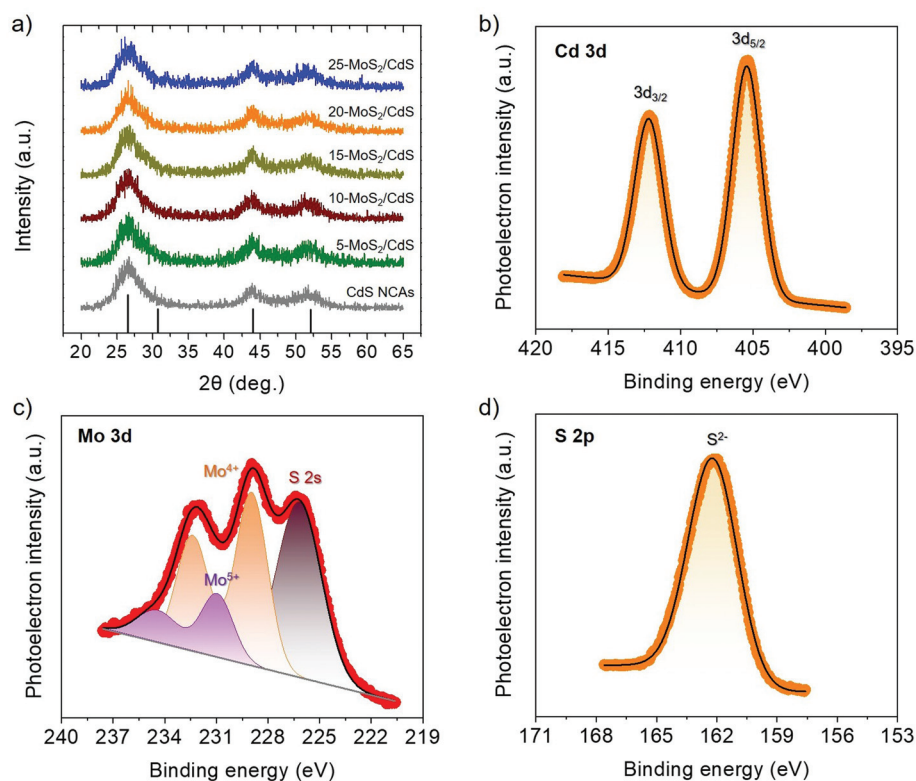 a)
Intensity (a.u.)
25-MoS₂/CdS
20-MoS₂/CdS
15-MoS₂/CdS
10-MoS₂/CdS
5-MoS₂/CdS
CdS NCAs
20 25 30 35 40 45 50 55 60 65
2θ (deg.)
b)
Cd 3d
Photoelectron intensity (a.u.)
3d₃/₂
3d₅/₂
420 415 410 405 400 395
Binding energy (eV)
c)
Mo 3d
Photoelectron intensity (a.u.)
Mo⁴⁺
S 2s
Mo⁵⁺
240 237 234 231 228 225 222 219
Binding energy (eV)
d)
S 2p
Photoelectron intensity (a.u.)
S²⁻
171 168 165 162 159 156 153
Binding energy (eV)